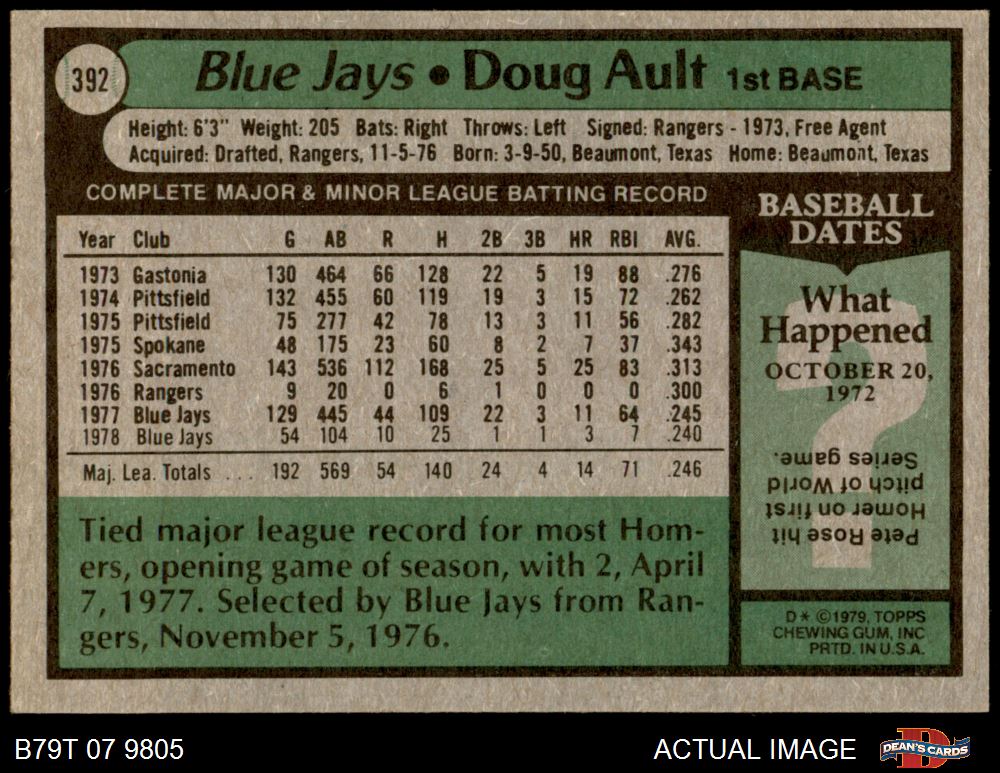 392
Blue Jays • Doug Ault 1st BASE
Height: 6'3" Weight: 205 Bats: Right Throws: Left Signed: Rangers - 1973, Free Agent
Acquired: Drafted, Rangers, 11-5-76 Born: 3-9-50, Beaumont, Texas Home: Beaumont, Texas
COMPLETE MAJOR & MINOR LEAGUE BATTING RECORD
Year Club G AB R H 2B 3B HR RBI AVG.
1973 Gastonia 130 464 66 128 22 5 19 88 .276
1974 Pittsfield 132 455 60 119 19 3 15 72 .262
1975 Pittsfield 75 277 42 78 13 3 11 56 .282
1975 Spokane 48 175 23 60 8 2 7 37 .343
1976 Sacramento 143 536 112 168 25 5 25 83 .313
1976 Rangers 9 20 0 6 1 0 0 0 .300
1977 Blue Jays 129 445 44 109 22 3 11 64 .245
1978 Blue Jays 54 104 10 25 1 1 3 7 .240
Maj. Lea. Totals . . . 192 569 54 140 24 4 14 71 .246
Tied major league record for most Hom-
ers, opening game of season, with 2, April
7, 1977. Selected by Blue Jays from Ran-
gers, November 5, 1976.
BASEBALL
DATES
What
Happened
OCTOBER 20,
1972
?
Pete Rose hit
Homer on first
pitch of World
Series game.
D* ©1979, TOPPS
CHEWING GUM, INC
PRTD. IN U.S.A.
B79T 07 9805
ACTUAL IMAGE
DEAN'S CARDS